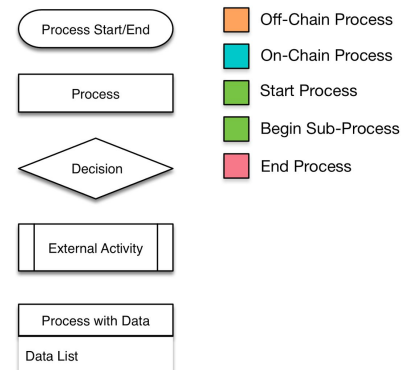 Process Start/End
Process
Decision
External Activity
Process with Data
Data List
Off-Chain Process
On-Chain Process
Start Process
Begin Sub-Process
End Process